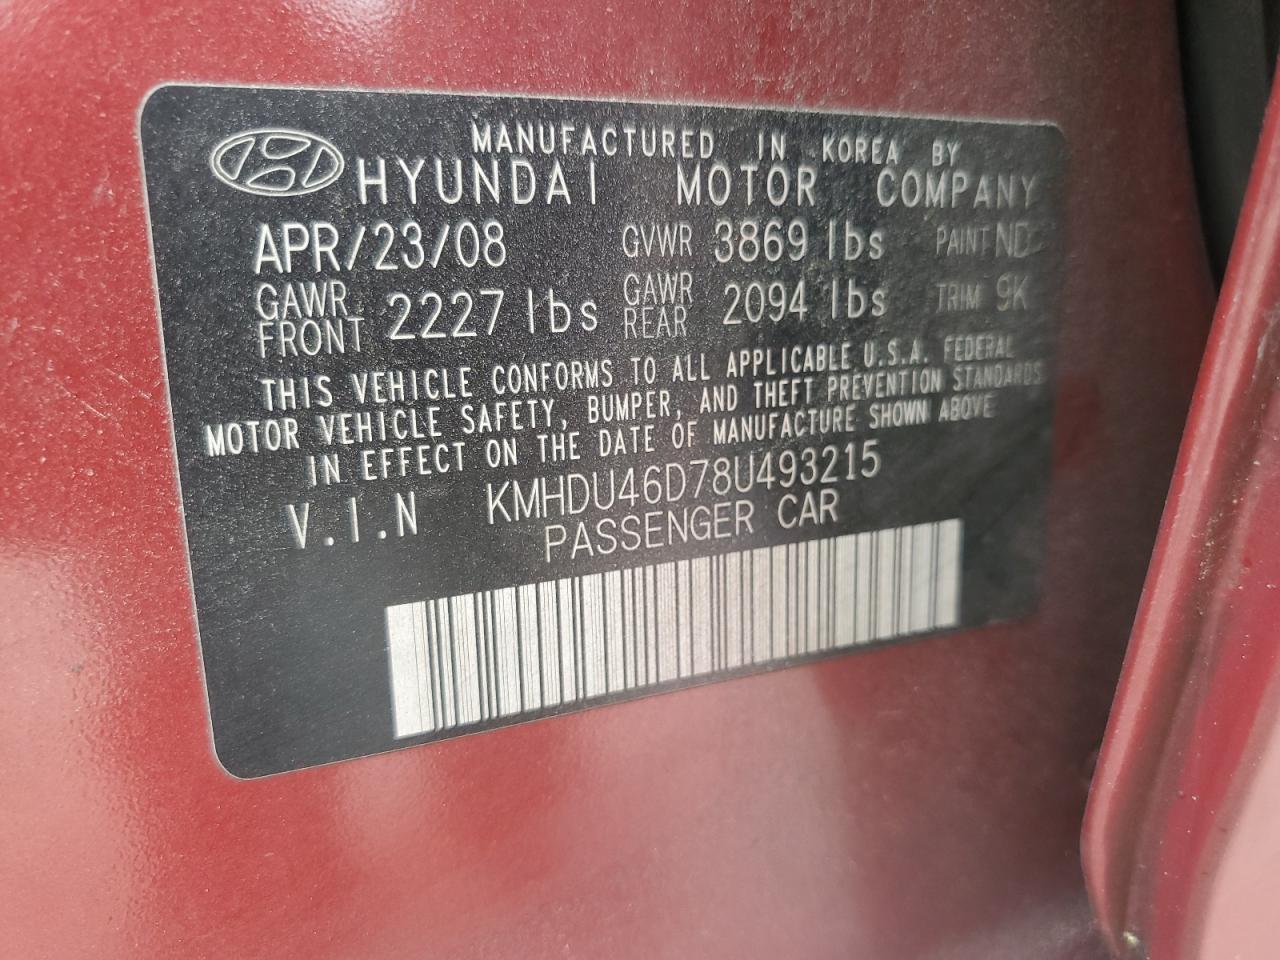 MANUFACTURED IN KOREA BY
HYUNDAI MOTOR COMPANY
APR/23/08 GVWR 3869 lbs PAINT ND
GAWR FRONT 2227 lbs GAWR REAR 2094 lbs TRIM 9K
THIS VEHICLE CONFORMS TO ALL APPLICABLE U.S.A. FEDERAL
MOTOR VEHICLE SAFETY, BUMPER, AND THEFT PREVENTION STANDARDS
IN EFFECT ON THE DATE OF MANUFACTURE SHOWN ABOVE
V.I.N KMHDU46D78U493215
PASSENGER CAR